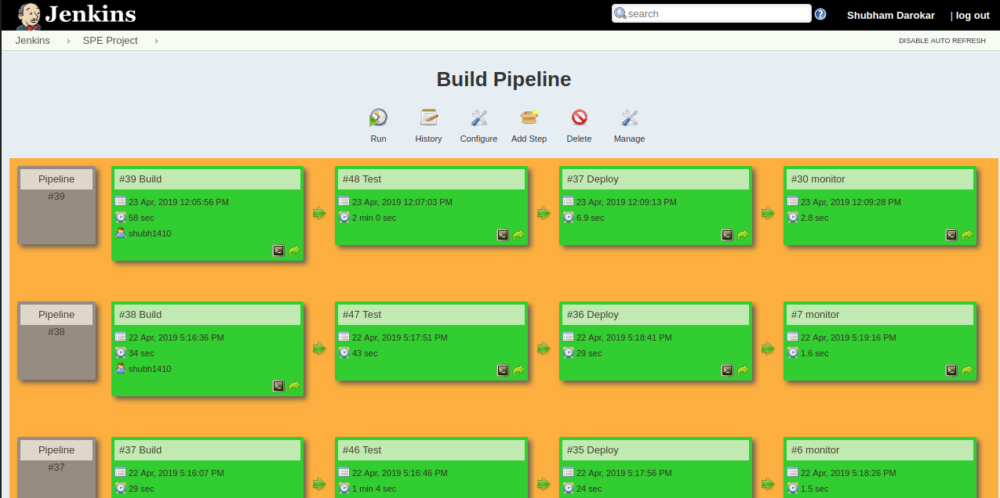 Jenkins
search
Shubham Darokar
| log out
Jenkins
SPE Project
DISABLE AUTO REFRESH
Build Pipeline
Run
History
Configure
Add Step
Delete
Manage
Pipeline
#39
#39 Build
23 Apr, 2019 12:05:56 PM
58 sec
shubh1410
#48 Test
23 Apr, 2019 12:07:03 PM
2 min 0 sec
#37 Deploy
23 Apr, 2019 12:09:13 PM
6.9 sec
#30 monitor
23 Apr, 2019 12:09:28 PM
2.8 sec
Pipeline
#38
#38 Build
22 Apr, 2019 5:16:36 PM
34 sec
shubh1410
#47 Test
22 Apr, 2019 5:17:51 PM
43 sec
#36 Deploy
22 Apr, 2019 5:18:41 PM
29 sec
#7 monitor
22 Apr, 2019 5:19:16 PM
1.6 sec
Pipeline
#37
#37 Build
22 Apr, 2019 5:16:07 PM
29 sec
#46 Test
22 Apr, 2019 5:16:46 PM
1 min 4 sec
#35 Deploy
22 Apr, 2019 5:17:56 PM
24 sec
#6 monitor
22 Apr, 2019 5:18:26 PM
1.5 sec